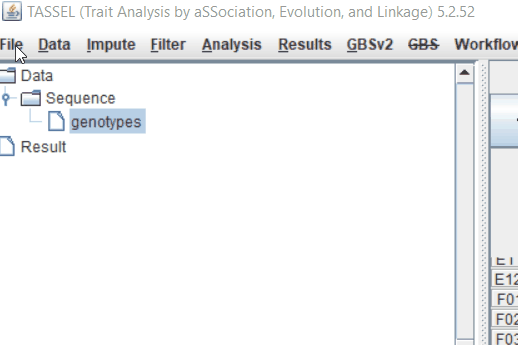 TASSEL (Trait Analysis by aSSociation, Evolution, and Linkage) 5.2.52
File Data Impute Filter Analysis Results GBSv2 GBS Workflow
Data
Sequence
genotypes
Result
E12
F01
F02
F03